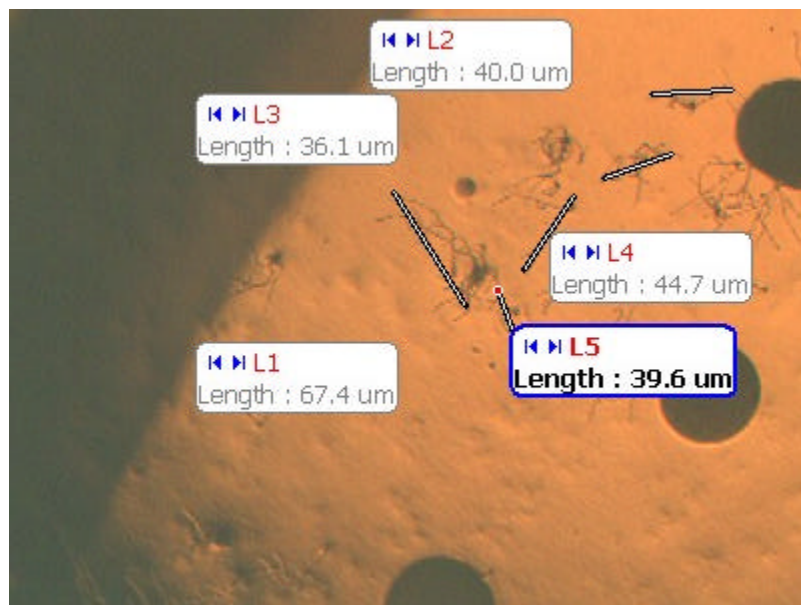 L2
Length : 40.0 um
L3
Length : 36.1 um
L4
Length : 44.7 um
L5
Length : 39.6 um
L1
Length : 67.4 um